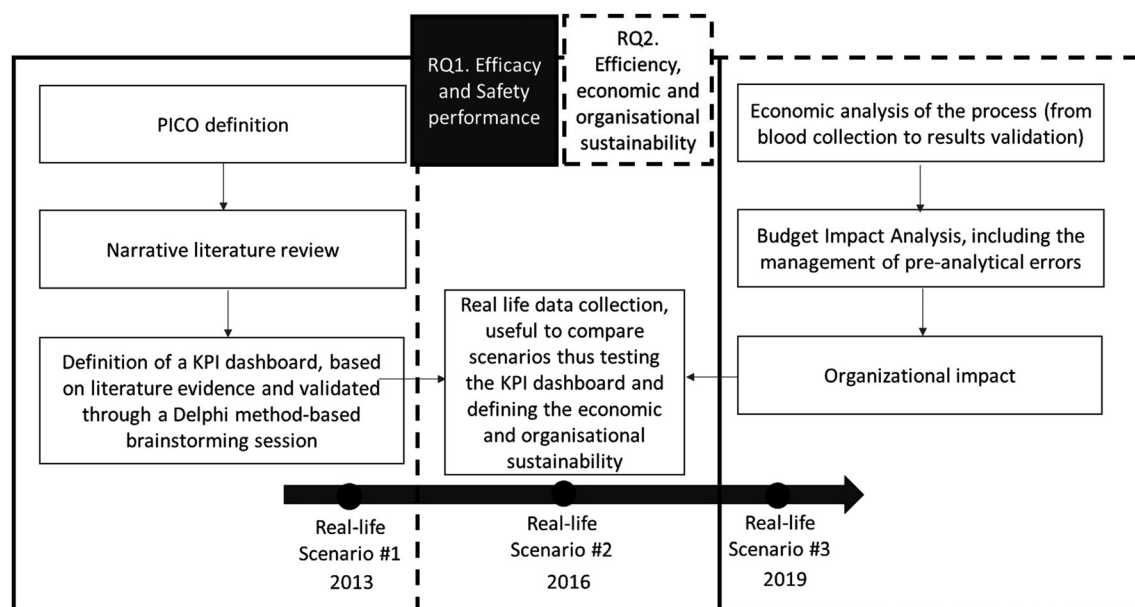 RQ1. Efficacy
and Safety
performance
RQ2.
Efficiency,
economic and
organisational
sustainability
PICO definition
Narrative literature review
Definition of a KPI dashboard, based
on literature evidence and validated
through a Delphi method-based
brainstorming session
Real life data collection,
useful to compare
scenarios thus testing
the KPI dashboard and
defining the economic
and organisational
sustainability
Economic analysis of the process (from
blood collection to results validation)
Budget Impact Analysis, including the
management of pre-analytical errors
Organizational impact
Real-life
Scenario #1
2013
Real-life
Scenario #2
2016
Real-life
Scenario #3
2019